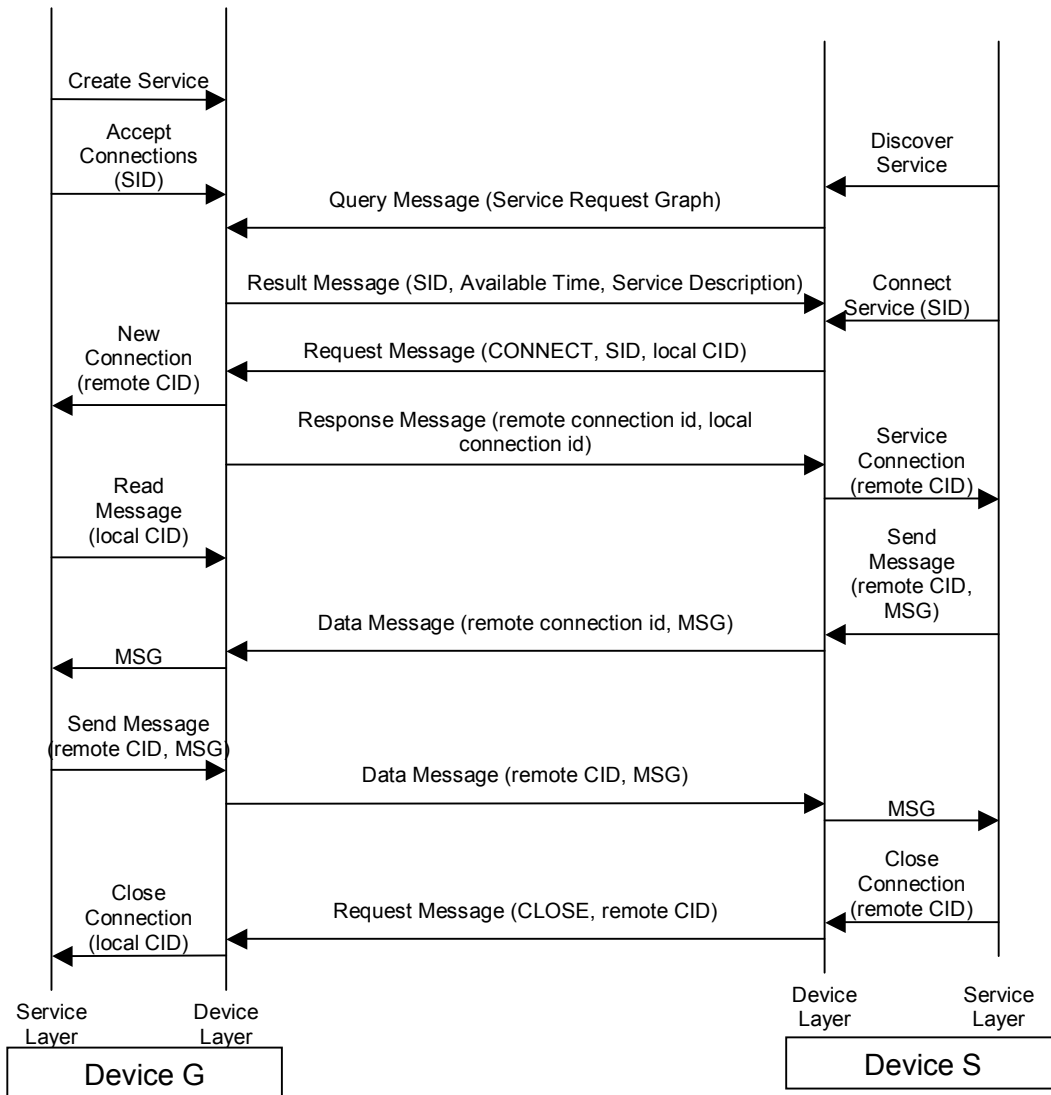 Create Service
Accept
Connections
(SID)
Discover
Service
Query Message (Service Request Graph)
Result Message (SID, Available Time, Service Description)
Connect
Service (SID)
New
Connection
(remote CID)
Request Message (CONNECT, SID, local CID)
Response Message (remote connection id, local
connection id)
Service
Connection
(remote CID)
Read
Message
(local CID)
Send
Message
(remote CID,
MSG)
Data Message (remote connection id, MSG)
MSG
Send Message
(remote CID, MSG)
Data Message (remote CID, MSG)
MSG
Close
Connection
(remote CID)
Close
Connection
(local CID)
Request Message (CLOSE, remote CID)
Service
Layer
Device
Layer
Device
Layer
Service
Layer
Device G
Device S